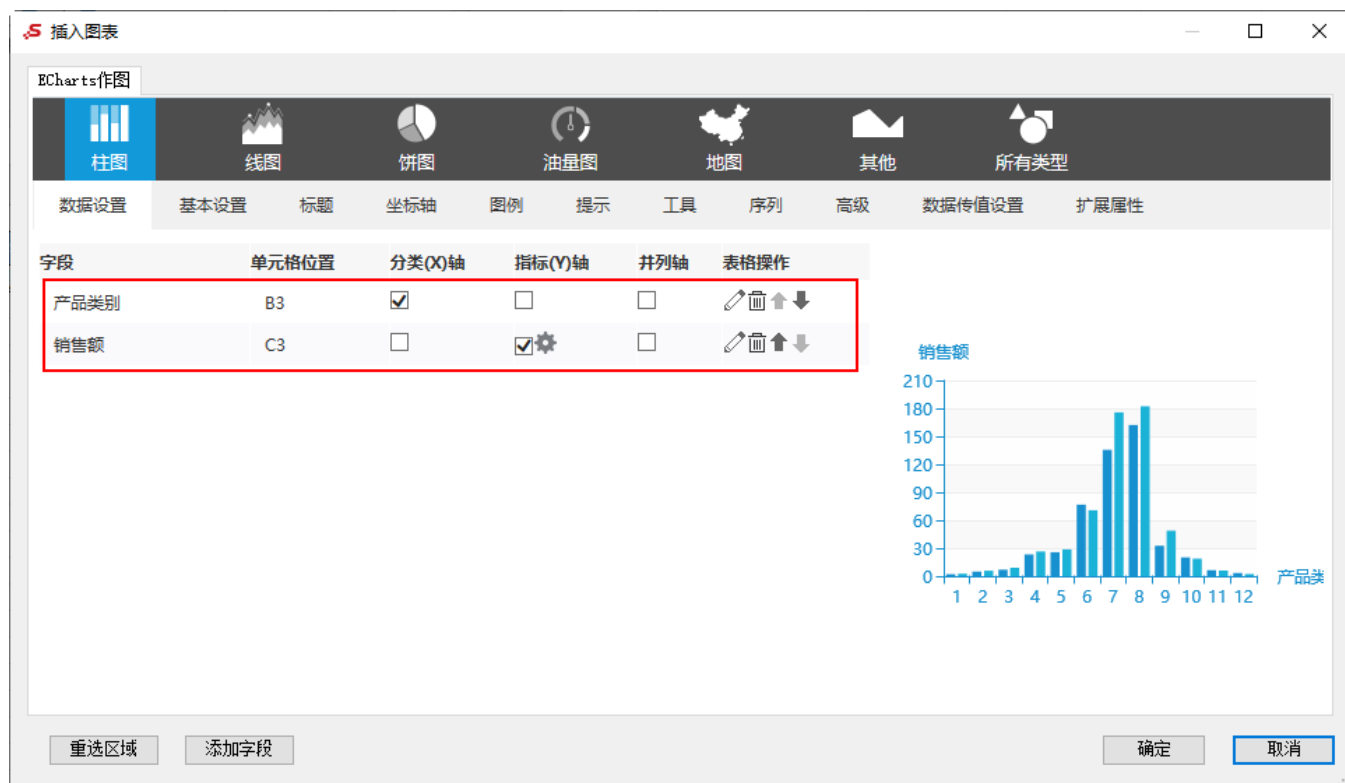 插入图表
ECharts作图
柱图 线图 饼图 油量图 地图 其他 所有类型
数据设置 基本设置 标题 坐标轴 图例 提示 工具 序列 高级 数据传值设置 扩展属性
字段 单元格位置 分类(X)轴 指标(Y)轴 并列轴 表格操作
产品类别 B3
销售额 C3
销售额
210
180
150
120
90
60
30
0
1 2 3 4 5 6 7 8 9 10 11 12
产品类
重选区域 添加字段 确定 取消